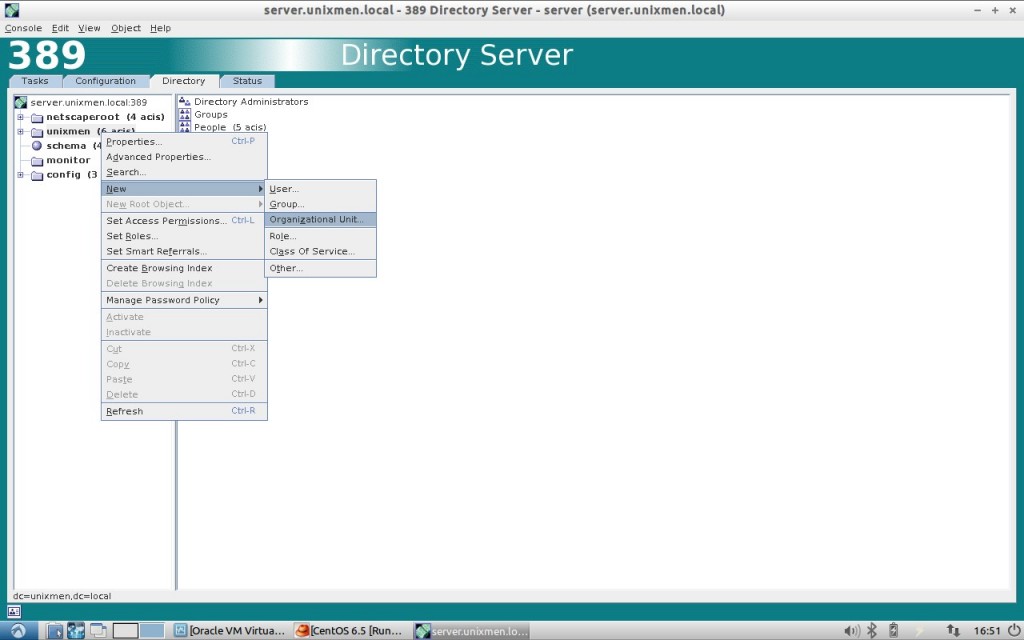 server.unixmen.local - 389 Directory Server - server (server.unixmen.local)
Console Edit View Object Help
389 Directory Server
Tasks Configuration Directory Status
server.unixmen.local:389
netscaperoot (4 acis)
unixmen (6 acis)
schema (4
monitor
config (3
Directory Administrators
Groups
People (5 acis)
Properties... Ctrl-P
Advanced Properties...
Search...
New
New Root Object...
Set Access Permissions... Ctrl-L
Set Roles...
Set Smart Referrals...
Create Browsing Index
Delete Browsing Index
Manage Password Policy
Activate
Inactivate
Cut Ctrl-X
Copy Ctrl-C
Paste Ctrl-V
Delete Ctrl-D
Refresh Ctrl-R
User...
Group...
Organizational Unit...
Role...
Class Of Service...
Other...
dc=unixmen,dc=local
[Oracle VM Virtua... [CentOS 6.5 [Run... server.unixmen.lo... 16:51